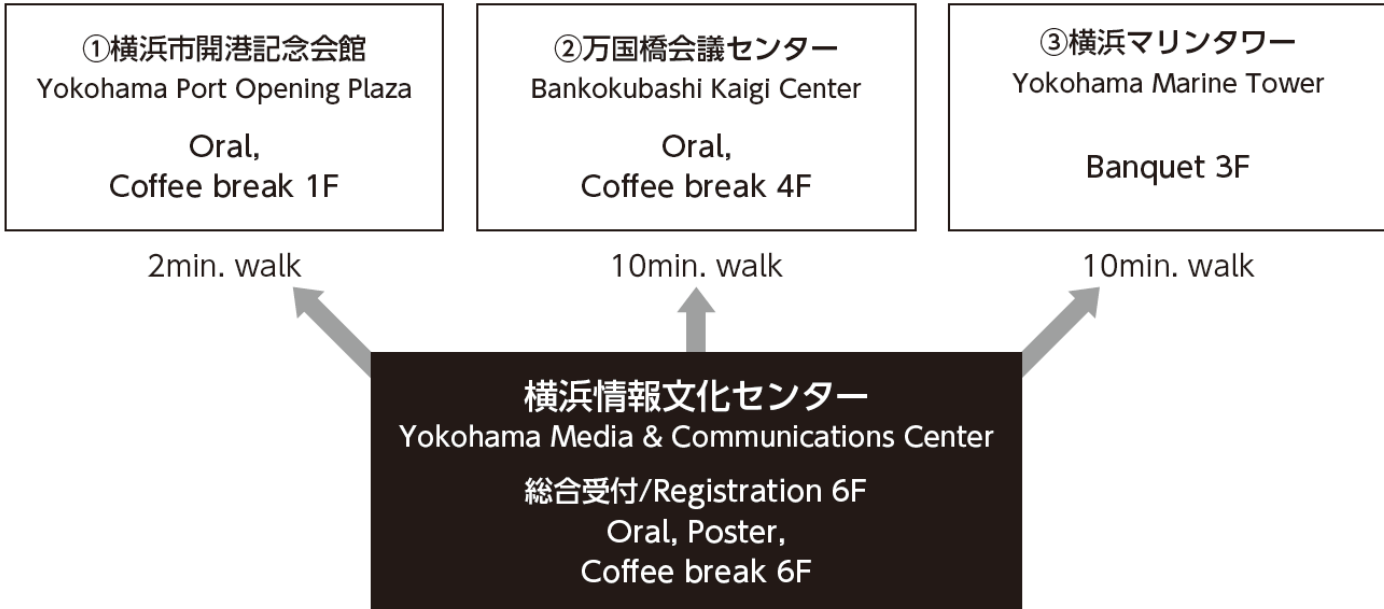 ①横浜市開港記念会館
Yokohama Port Opening Plaza
Oral,
Coffee break 1F
2min. walk
②万国橋会議センター
Bankokubashi Kaigi Center
Oral,
Coffee break 4F
10min. walk
③横浜マリンタワー
Yokohama Marine Tower
Banquet 3F
10min. walk
横浜情報文化センター
Yokohama Media & Communications Center
総合受付/Registration 6F
Oral, Poster,
Coffee break 6F